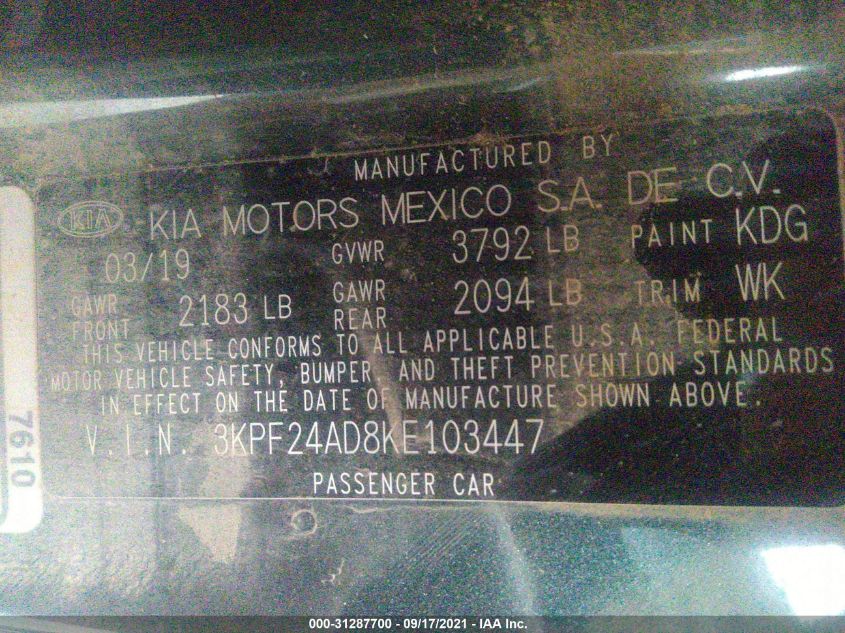 MANUFACTURED BY
KIA KIA MOTORS MEXICO S.A. DE C.V.
03/19 GVWR 3792 LB PAINT KDG
GAWR FRONT 2183 LB GAWR REAR 2094 LB TRIM WK
THIS VEHICLE CONFORMS TO ALL APPLICABLE U.S.A. FEDERAL
MOTOR VEHICLE SAFETY, BUMPER, AND THEFT PREVENTION STANDARDS
IN EFFECT ON THE DATE OF MANUFACTURE SHOWN ABOVE.
V.I.N. 3KPF24AD8KE103447
PASSENGER CAR
7610
000-31287700 - 09/17/2021 - IAA Inc.